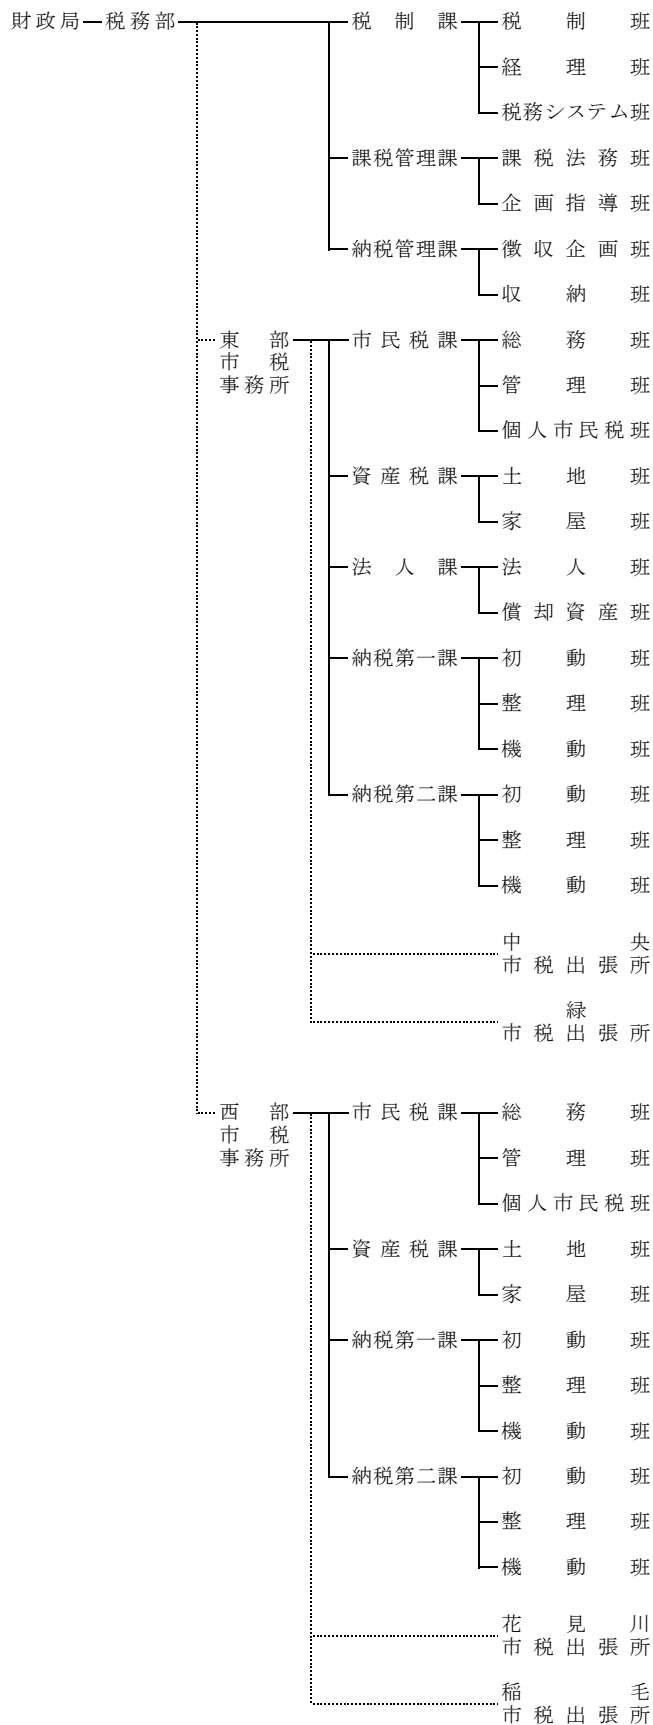 財政局 税務部 税制課 税制班
経理班
税務システム班
課税管理課 課税法務班
企画指導班
納税管理課 徴収企画班
収納班
東部 市民税課 総務班
市税
事務所 管理班
個人市民税班
資産税課 土地班
家屋班
法人課 法人班
償却資産班
納税第一課 初動班
整理班
機動班
納税第二課 初動班
整理班
機動班
中央
市税出張所
緑
市税出張所
西部 市民税課 総務班
市税
事務所 管理班
個人市民税班
資産税課 土地班
家屋班
納税第一課 初動班
整理班
機動班
納税第二課 初動班
整理班
機動班
花見川
市税出張所
稲毛
市税出張所